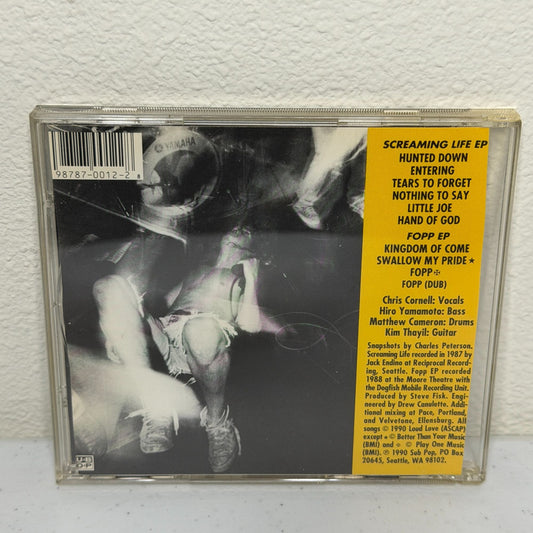 YAMAHA
98787-0012-2 8
SCREAMING LIFE EP
HUNTED DOWN
ENTERING
TEARS TO FORGET
NOTHING TO SAY
LITTLE JOE
HAND OF GOD
FOPP EP
KINGDOM OF COME
SWALLOW MY PRIDE ★
FOPP ✠
FOPP (DUB)
Chris Cornell: Vocals
Hiro Yamamoto: Bass
Matthew Cameron: Drums
Kim Thayil: Guitar
Snapshots by Charles Peterson.
Screaming Life recorded in 1987 by
Jack Endino at Reciprocal Record-
ing, Seattle. Fopp EP recorded
1988 at the Moore Theatre with
the Dogfish Mobile Recording Unit.
Produced by Steve Fisk. Engineered
by Drew Canulette. Addi-
tional mixing at Pace, Portland,
and Velvetone, Ellensburg. All
songs © 1990 Loud Love (ASCAP)
except ★ © Better Than Your Music
(BMI) and ✠ © Play One Music
(BMI). ℗ 1990 Sub Pop, PO Box
20645, Seattle, WA 98102.
SUB
POP